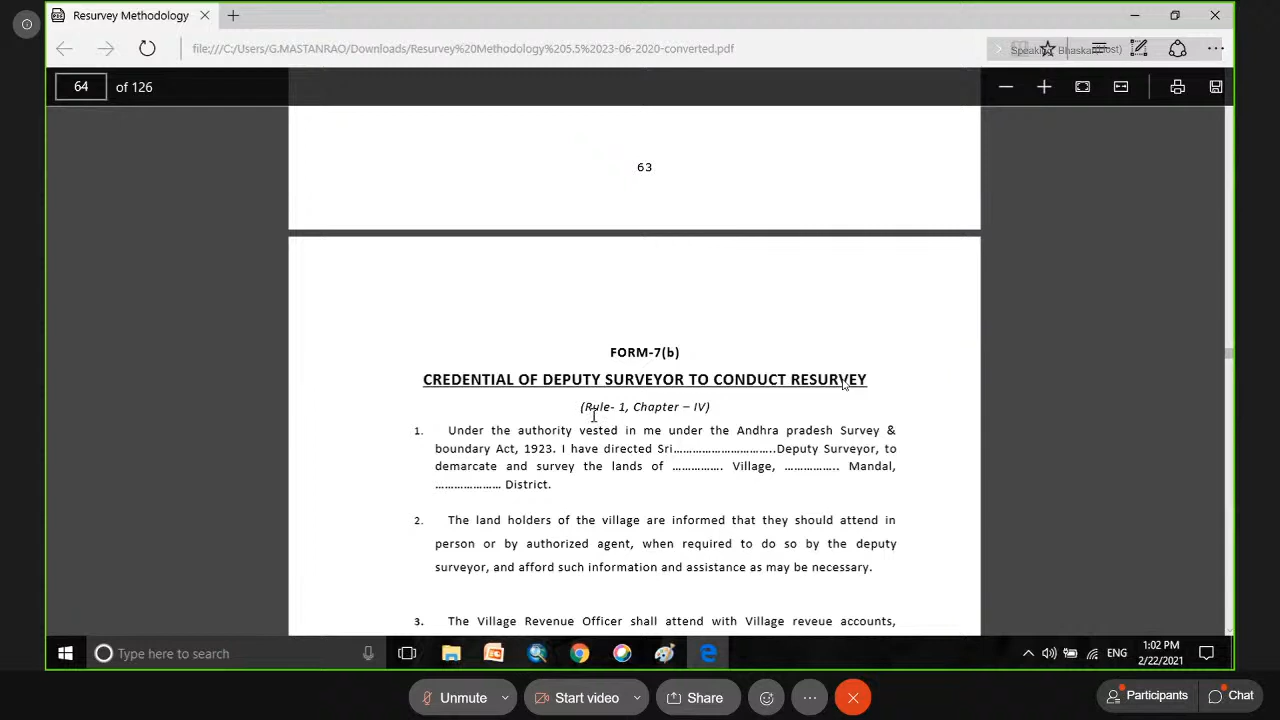 Resurvey Methodology
file:///C:/Users/G.MASTANRAO/Downloads/Resurvey%20Methodology%205.5%2023-06-2020-converted.pdf
Speaking: Bhaskar
64 of 126
63
FORM-7(b)
CREDENTIAL OF DEPUTY SURVEYOR TO CONDUCT RESURVEY
(Rule- 1, Chapter – IV)
1. Under the authority vested in me under the Andhra pradesh Survey &
boundary Act, 1923. I have directed Sri…………………………..Deputy Surveyor, to
demarcate and survey the lands of ……………. Village, …………….. Mandal,
………………… District.
2. The land holders of the village are informed that they should attend in
person or by authorized agent, when required to do so by the deputy
surveyor, and afford such information and assistance as may be necessary.
3. The Village Revenue Officer shall attend with Village reveue accounts,
Type here to search
ENG
1:02 PM
2/22/2021
Unmute
Start video
Share
Participants
Chat